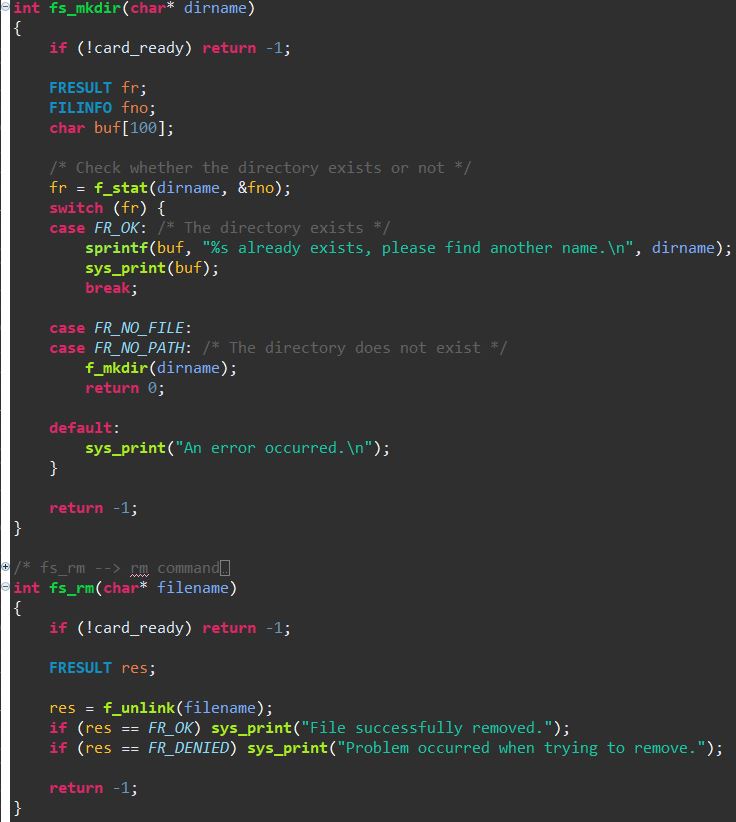 int fs_mkdir(char* dirname)
{
    if (!card_ready) return -1;

    FRESULT fr;
    FILINFO fno;
    char buf[100];

    /* Check whether the directory exists or not */
    fr = f_stat(dirname, &fno);
    switch (fr) {
    case FR_OK: /* The directory exists */
        sprintf(buf, "%s already exists, please find another name.\n", dirname);
        sys_print(buf);
        break;

    case FR_NO_FILE:
    case FR_NO_PATH: /* The directory does not exist */
        f_mkdir(dirname);
        return 0;

    default:
        sys_print("An error occurred.\n");
    }

    return -1;
}

/* fs_rm --> rm command
int fs_rm(char* filename)
{
    if (!card_ready) return -1;

    FRESULT res;

    res = f_unlink(filename);
    if (res == FR_OK) sys_print("File successfully removed.");
    if (res == FR_DENIED) sys_print("Problem occurred when trying to remove.");

    return -1;
}